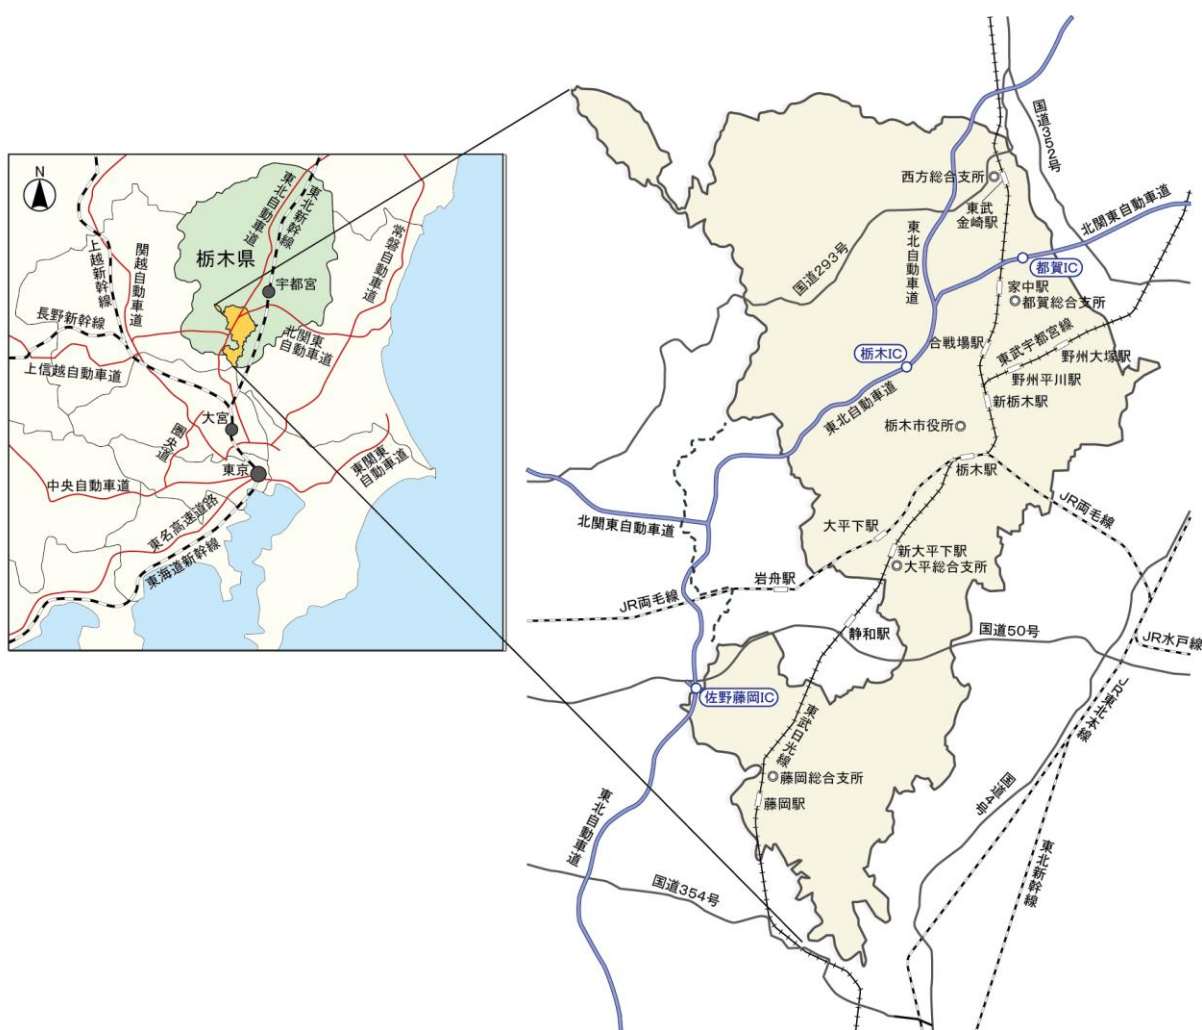 N
東北自動車道
東北新幹線
常磐自動車道
関越自動車道
上越新幹線
栃木県
宇都宮
長野新幹線
北関東
自動車道
上信越自動車道
大宮
圏央道
東京
東関東
自動車道
中央自動車道
東名高速道路
東海道新幹線
国道352号
西方総合支所
東武
金崎駅
北関東自動車道
東北自動車道
国道293号
都賀IC
家中駅
都賀総合支所
合戦場駅
東武宇都宮線
栃木IC
野州大塚駅
野州平川駅
新栃木駅
東北自動車道
栃木市役所
栃木駅
JR両毛線
北関東自動車道
大平下駅
新大平下駅
大平総合支所
岩舟駅
JR両毛線
静和駅
国道50号
JR水戸線
佐野藤岡IC
JR東北本線
東武日光線
藤岡総合支所
藤岡駅
国道4号
東北自動車道
東北新幹線
国道354号